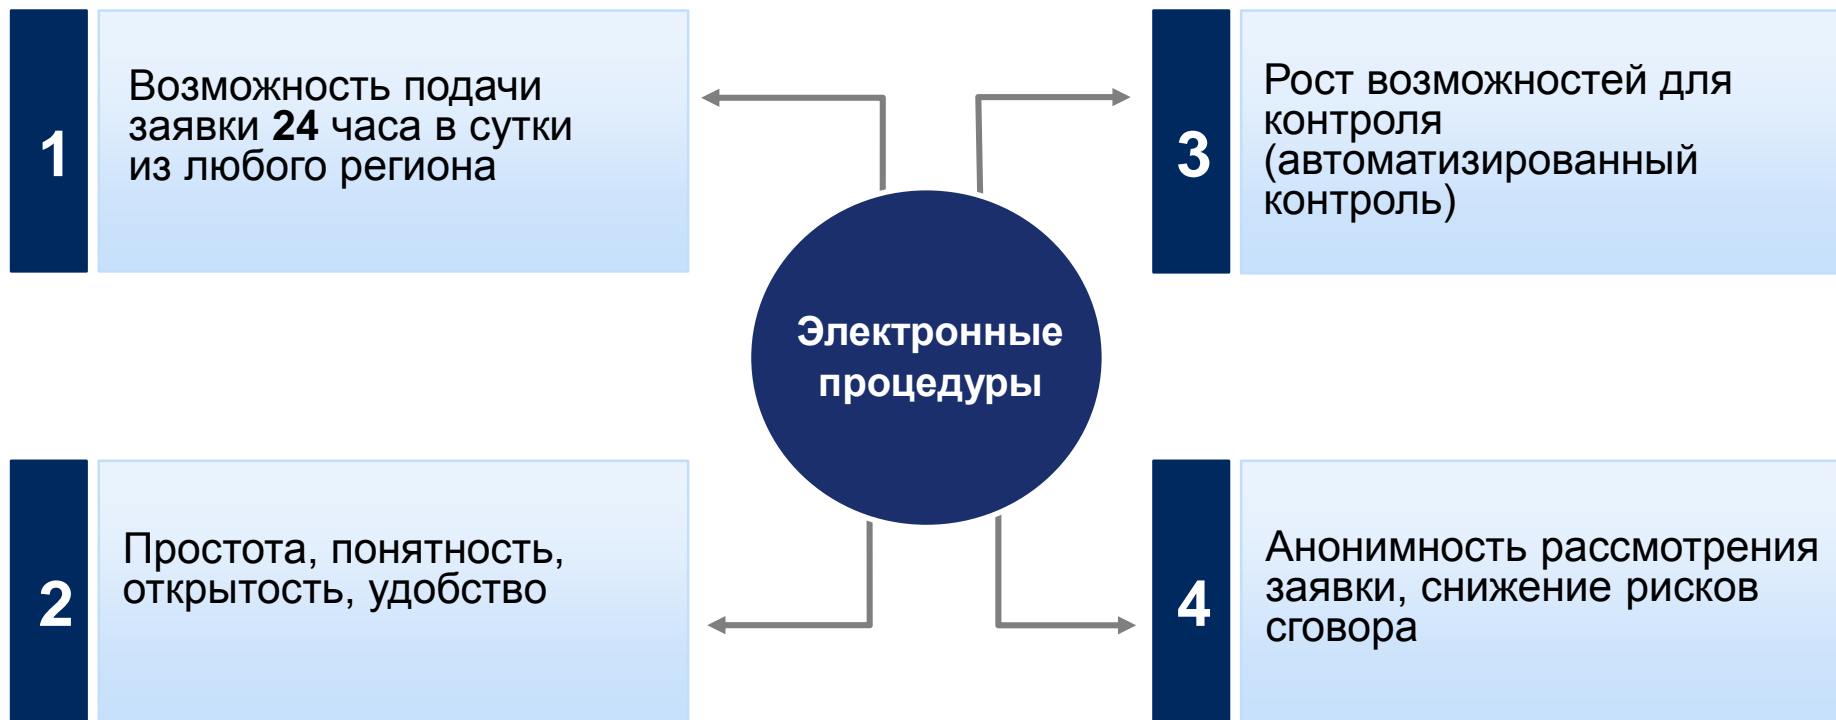 1
Возможность подачи
заявки 24 часа в сутки
из любого региона
2
Простота, понятность,
открытость, удобство
Электронные
процедуры
3
Рост возможностей для
контроля
(автоматизированный
контроль)
4
Анонимность рассмотрения
заявки, снижение рисков
сговора